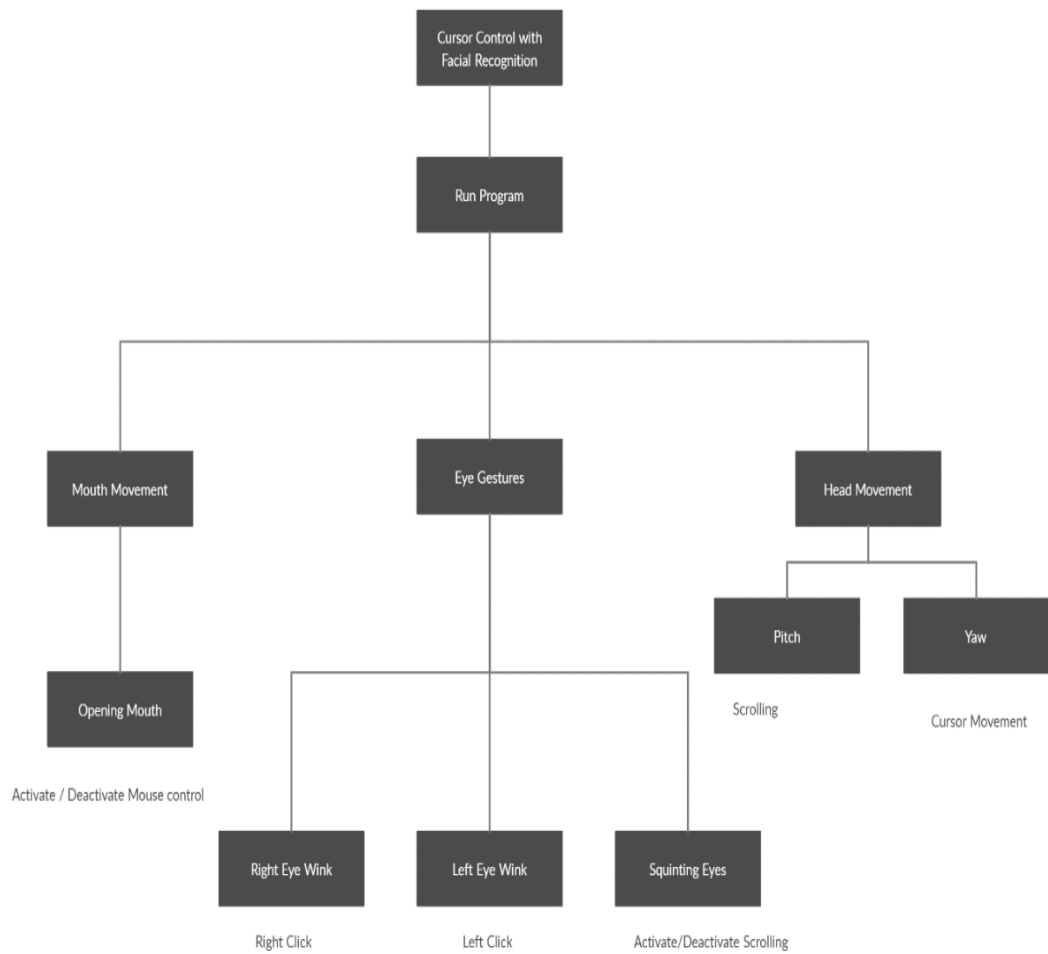 Cursor Control with
Facial Recognition
Run Program
Mouth Movement
Eye Gestures
Head Movement
Pitch
Yaw
Scrolling
Cursor Movement
Opening Mouth
Activate / Deactivate Mouse control
Right Eye Wink
Left Eye Wink
Squinting Eyes
Right Click
Left Click
Activate/Deactivate Scrolling